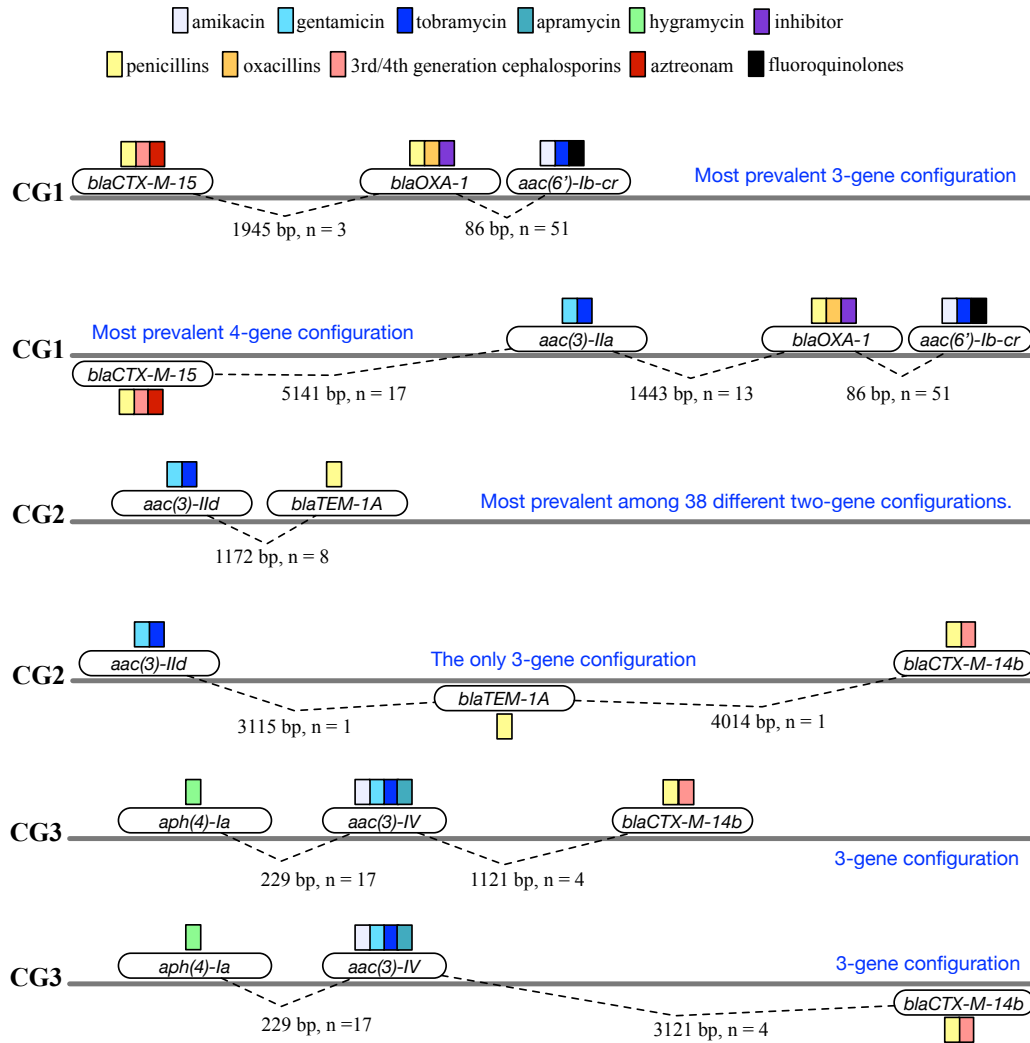 amikacin gentamicin tobramycin apramycin hygramycin inhibitor
penicillins oxacillins 3rd/4th generation cephalosporins aztreonam fluoroquinolones
CG1 blaCTX-M-15 blaOXA-1 aac(6’)-Ib-cr Most prevalent 3-gene configuration
1945 bp, n = 3 86 bp, n = 51
Most prevalent 4-gene configuration
CG1 aac(3)-IIa blaOXA-1 aac(6’)-Ib-cr
blaCTX-M-15
5141 bp, n = 17 1443 bp, n = 13 86 bp, n = 51
CG2 aac(3)-IId blaTEM-1A Most prevalent among 38 different two-gene configurations.
1172 bp, n = 8
CG2 aac(3)-IId The only 3-gene configuration blaCTX-M-14b
blaTEM-1A
3115 bp, n = 1 4014 bp, n = 1
CG3 aph(4)-Ia aac(3)-IV blaCTX-M-14b
3-gene configuration
229 bp, n = 17 1121 bp, n = 4
CG3 aph(4)-Ia aac(3)-IV 3-gene configuration
blaCTX-M-14b
229 bp, n =17 3121 bp, n = 4